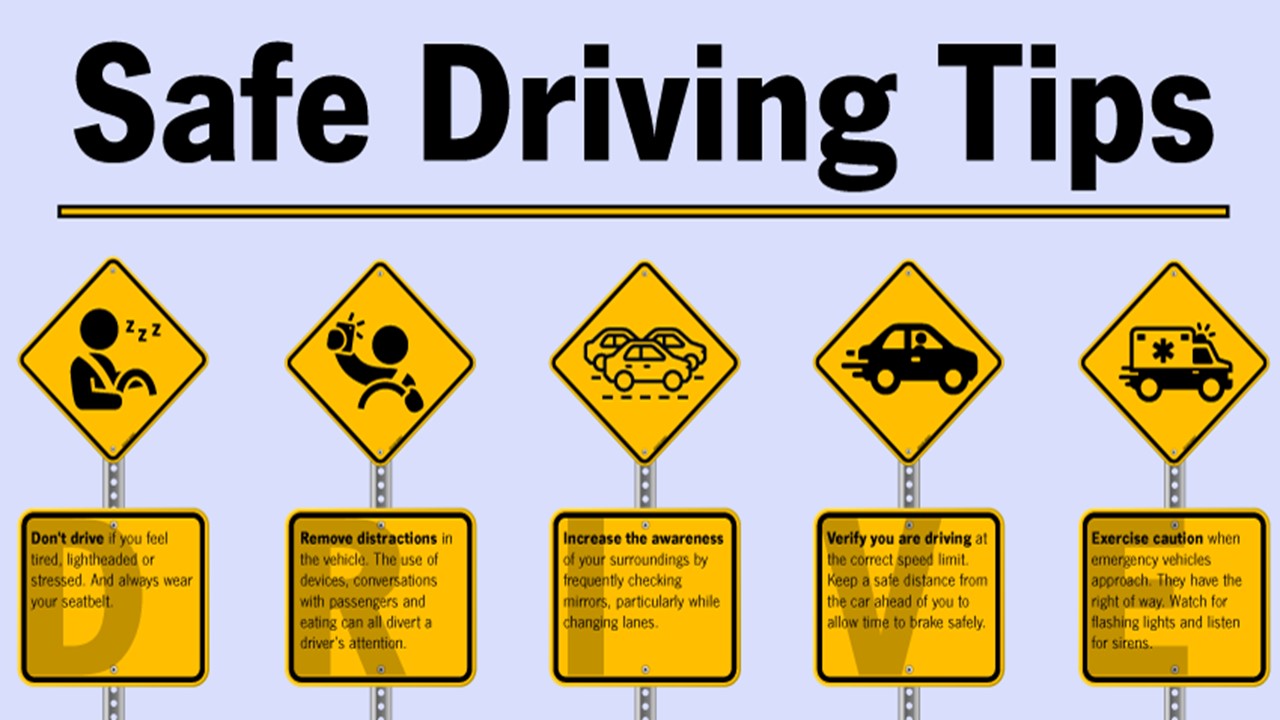 Safe Driving Tips
z z z
Don't drive if you feel
tired, lightheaded or
stressed. And always wear
your seatbelt.
D
Remove distractions in
the vehicle. The use of
devices, conversations
with passengers and
eating can all divert a
driver's attention.
R
Increase the awareness
of your surroundings by
frequently checking
mirrors, particularly while
changing lanes.
I
Verify you are driving at
the correct speed limit.
Keep a safe distance from
the car ahead of you to
allow time to brake safely.
V
Exercise caution when
emergency vehicles
approach. They have the
right of way. Watch for
flashing lights and listen
for sirens.
E